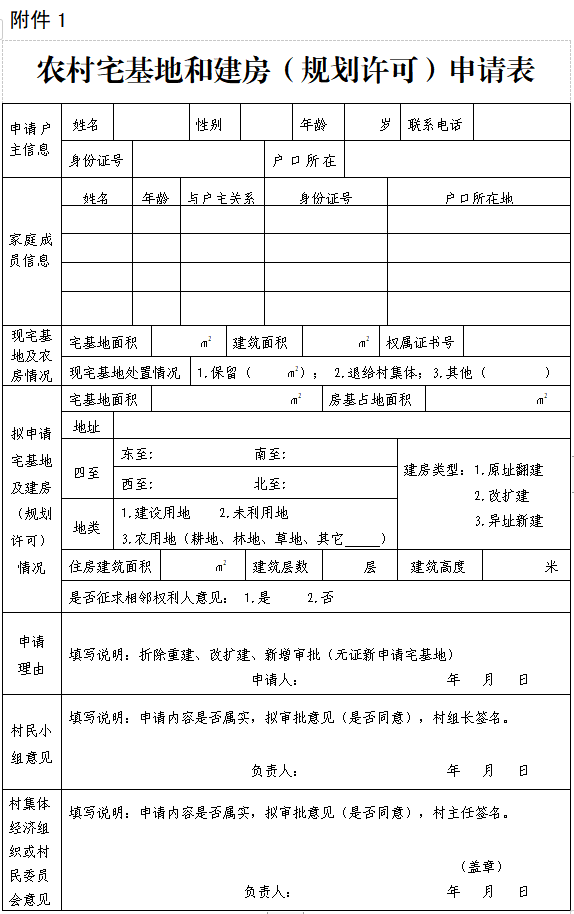 附件 1
农村宅基地和建房（规划许可）申请表
申请户主信息 姓名 性别 年龄 岁 联系电话
身份证号 户口所在
家庭成员信息 姓名 年龄 与户主关系 身份证号 户口所在地
现宅基地及农房情况 宅基地面积 m² 建筑面积 m² 权属证书号
现宅基地处置情况 1.保留（ m²）； 2.退给村集体；3.其他（ ）
拟申请宅基地及建房（规划许可）情况 宅基地面积 m² 房基占地面积 m²
地址
四至 东至： 南至：
西至： 北至：
建房类型：1.原址翻建
2.改扩建
3.异址新建
地类 1.建设用地 2.未利用地
3.农用地（耕地、林地、草地、其它_____）
住房建筑面积 m² 建筑层数 层 建筑高度 米
是否征求相邻权利人意见： 1.是 2.否
申请理由 填写说明：折除重建、改扩建、新增审批（无证新申请宅基地）
申请人： 年 月 日
村民小组意见 填写说明：申请内容是否属实，拟审批意见（是否同意），村组长签名。
负责人： 年 月 日
村集体经济组织或村民委员会意见 填写说明：申请内容是否属实，拟审批意见（是否同意），村主任签名。
（盖章）
负责人： 年 月 日